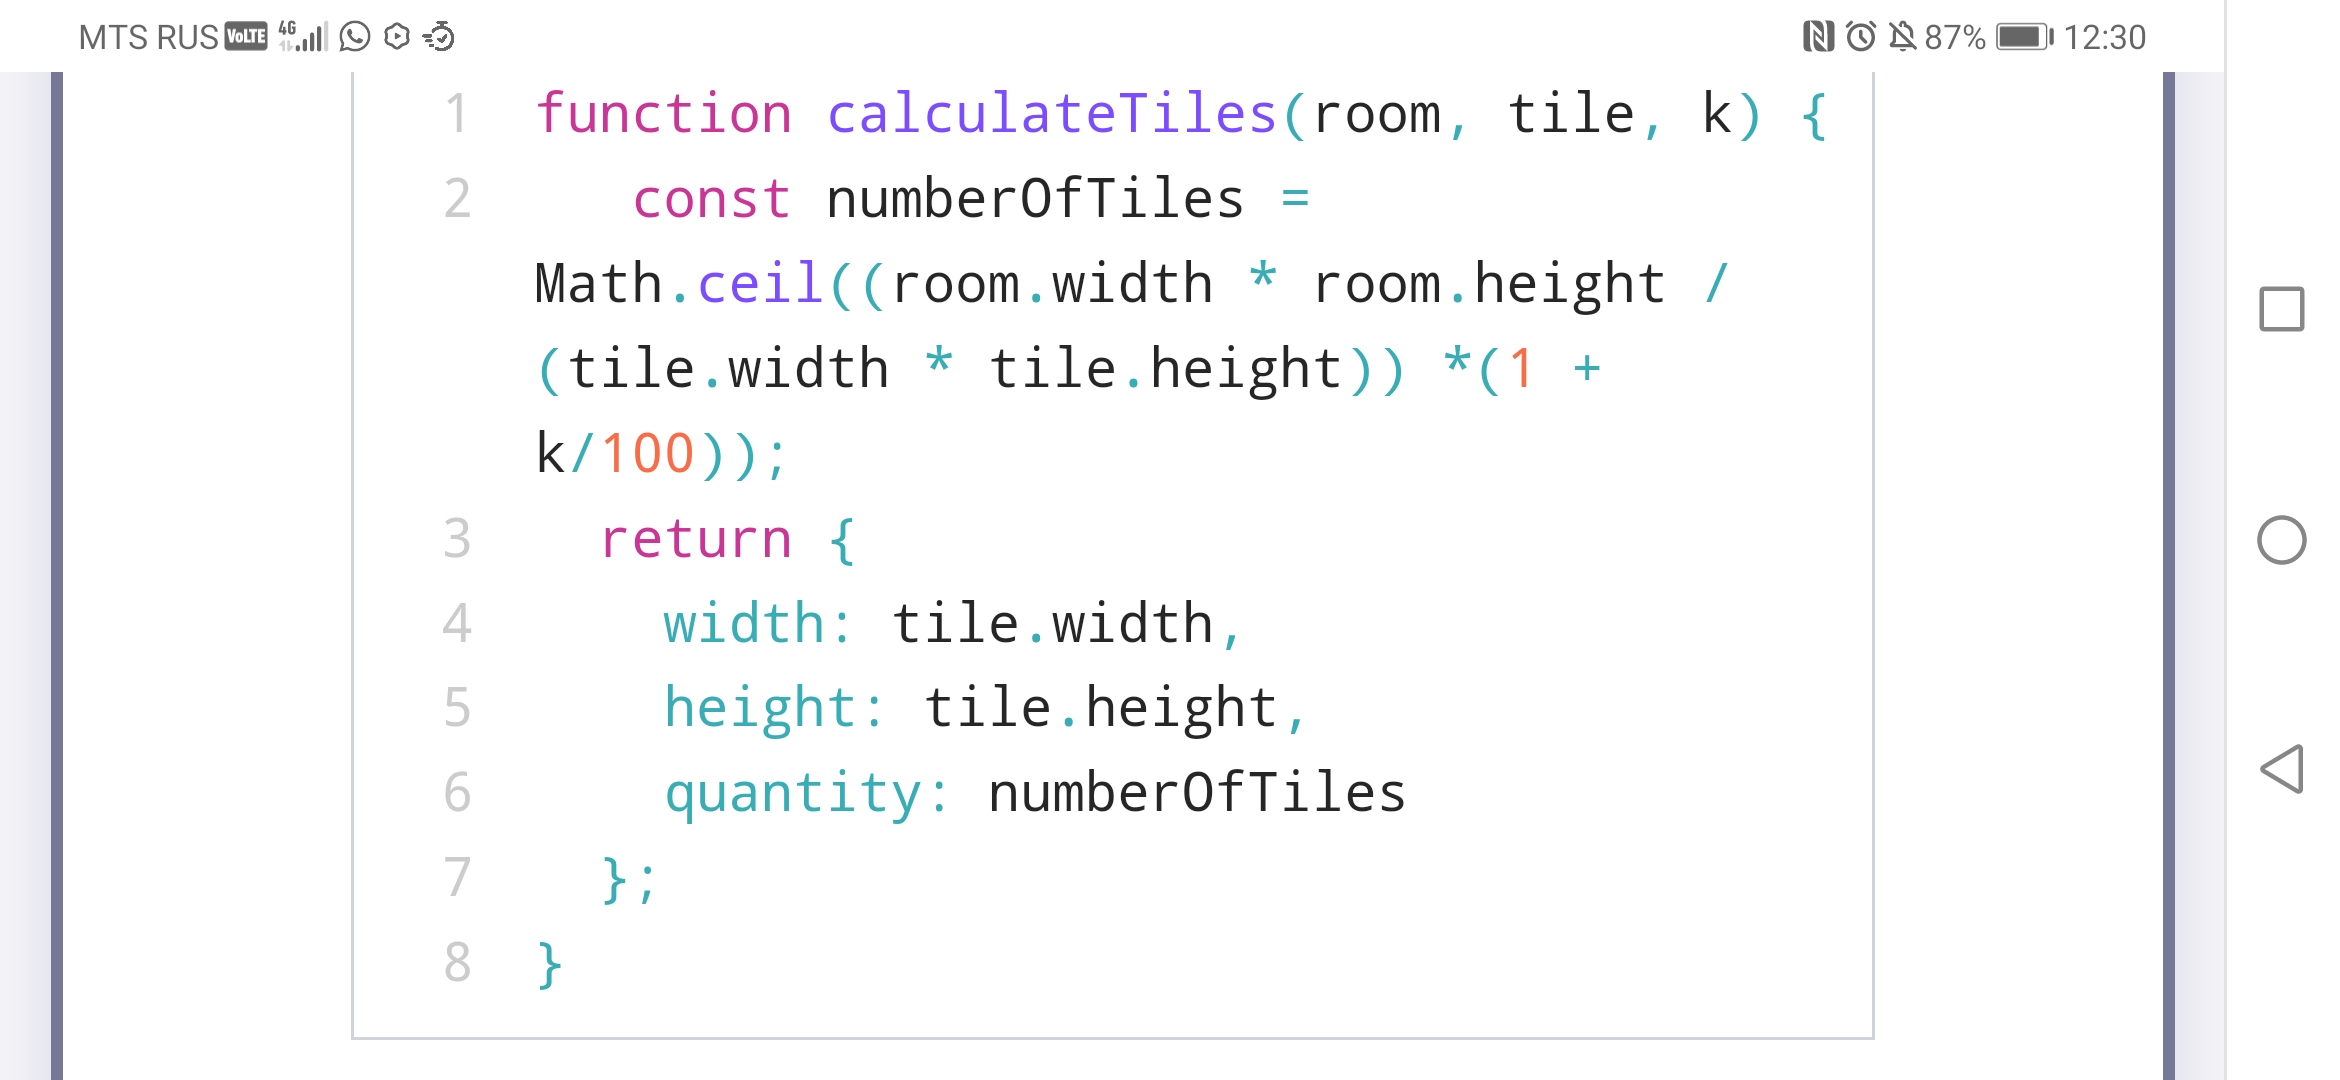 MTS RUS VoLTE 4G 87% 12:30
1 function calculateTiles(room, tile, k) {
2 const numberOfTiles =
Math.ceil((room.width * room.height /
(tile.width * tile.height)) *(1 +
k/100));
3 return {
4 width: tile.width,
5 height: tile.height,
6 quantity: numberOfTiles
7 };
8 }